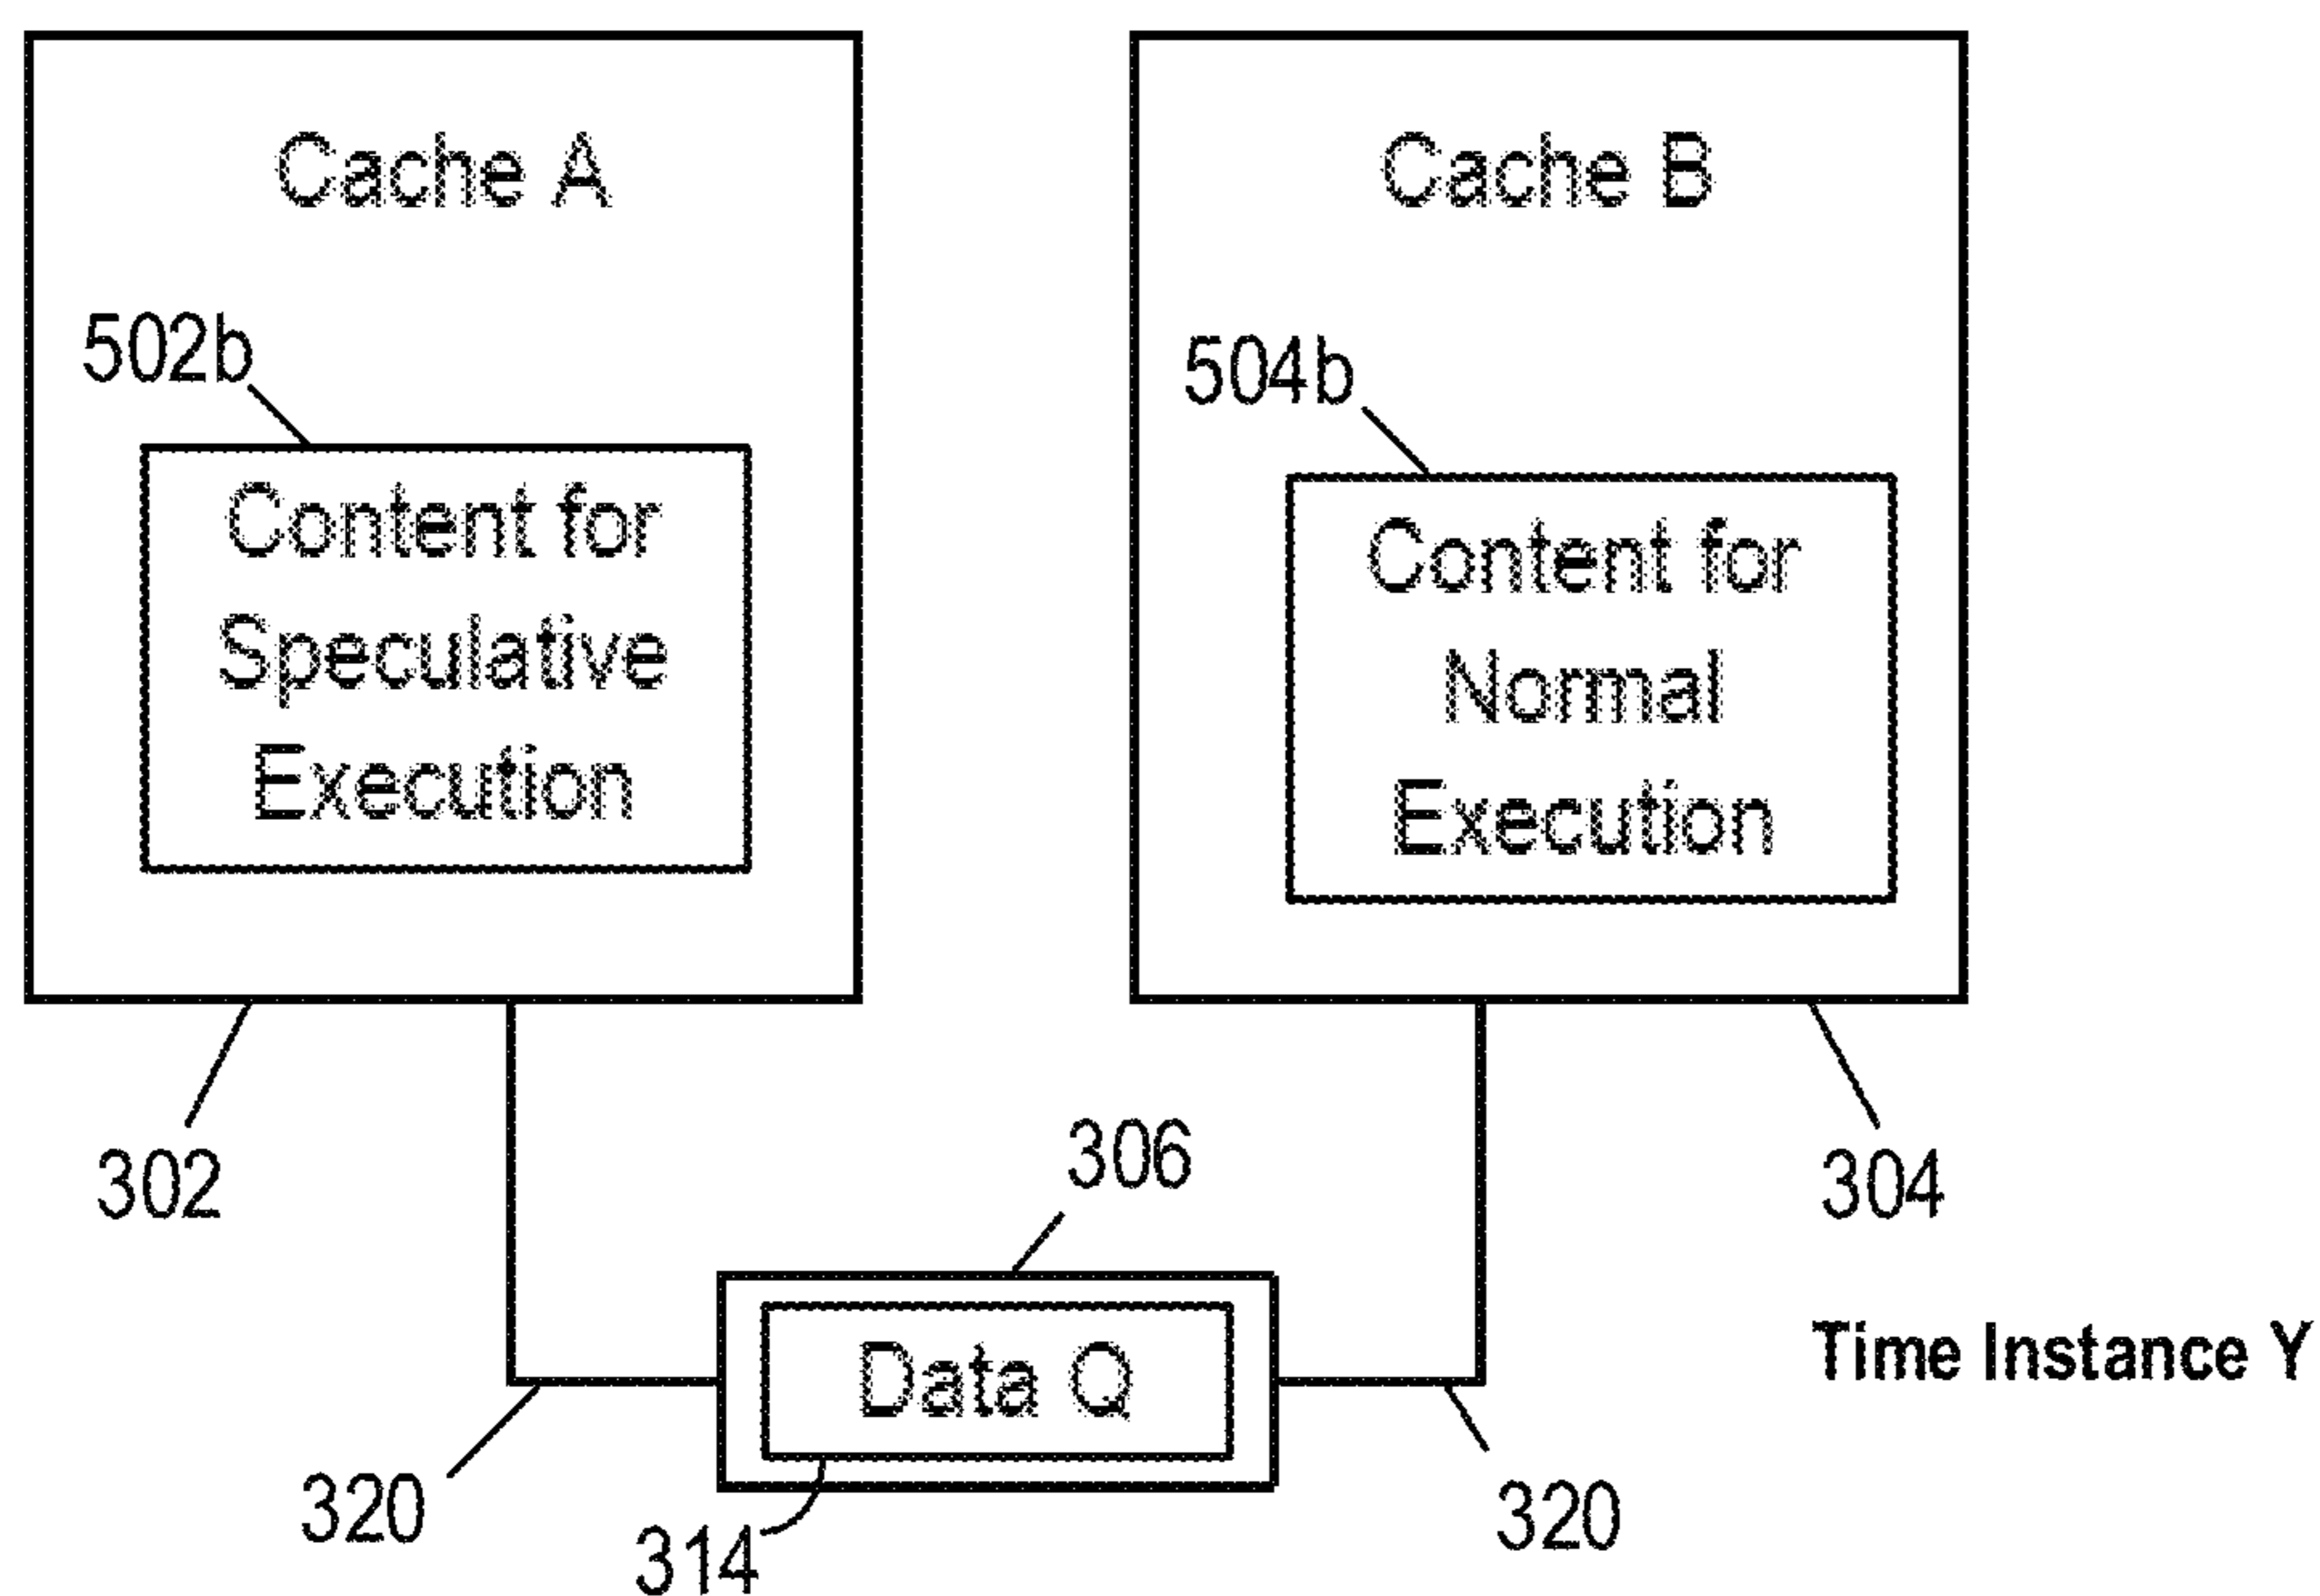 Cache A
Cache B
502b
504b
Content for
Speculative
Execution
Content for
Normal
Execution
302
306
304
Data Q
Time Instance Y
320
314
320